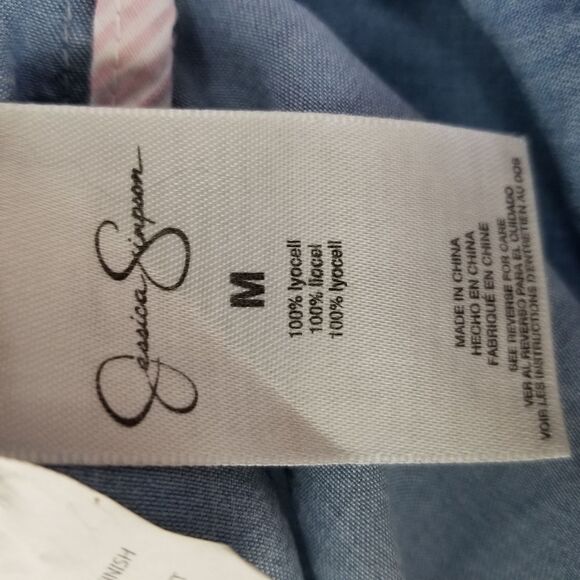 Jessica Simpson
M
100% lyocell
100% liocel
100% lyocell
MADE IN CHINA
HECHO EN CHINA
FABRIQUÉ EN CHINE
SEE REVERSE FOR CARE
VER AL REVERSO PARA EL CUIDADO
VOIR LES INSTRUCTIONS D'ENTRETIEN AU DOS